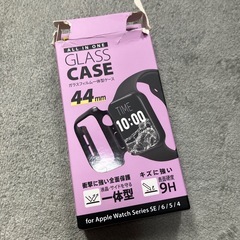 ALL IN ONE
GLASS
CASE
ガラスフィルム一体型ケース
44mm
TIME
10:00
衝撃に強い全面保護
液晶・サイドを守る
一体型
キズに強い
表面硬度
9H
for Apple Watch Series SE / 6 / 5 / 4